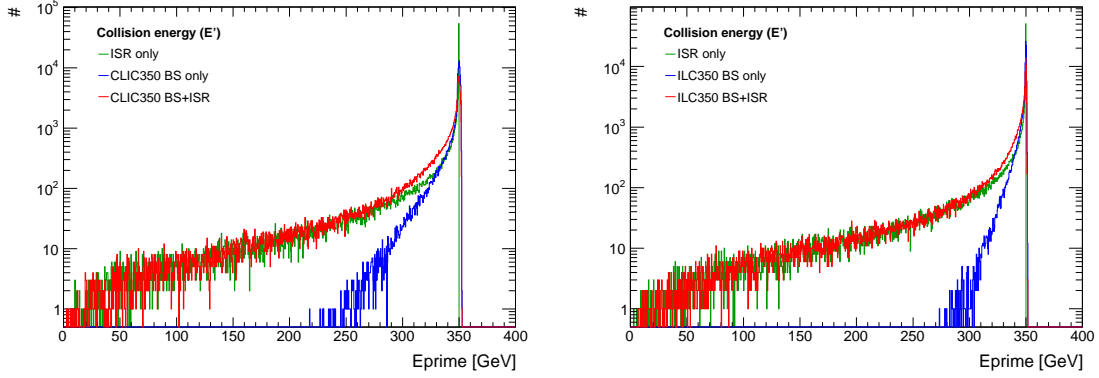 #
10^5
10^4
10^3
10^2
10
1
Collision energy (E')
ISR only
CLIC350 BS only
CLIC350 BS+ISR
0 50 100 150 200 250 300 350 400
Eprime [GeV]
#
10^4
10^3
10^2
10
1
Collision energy (E')
ISR only
ILC350 BS only
ILC350 BS+ISR
0 50 100 150 200 250 300 350 400
Eprime [GeV]